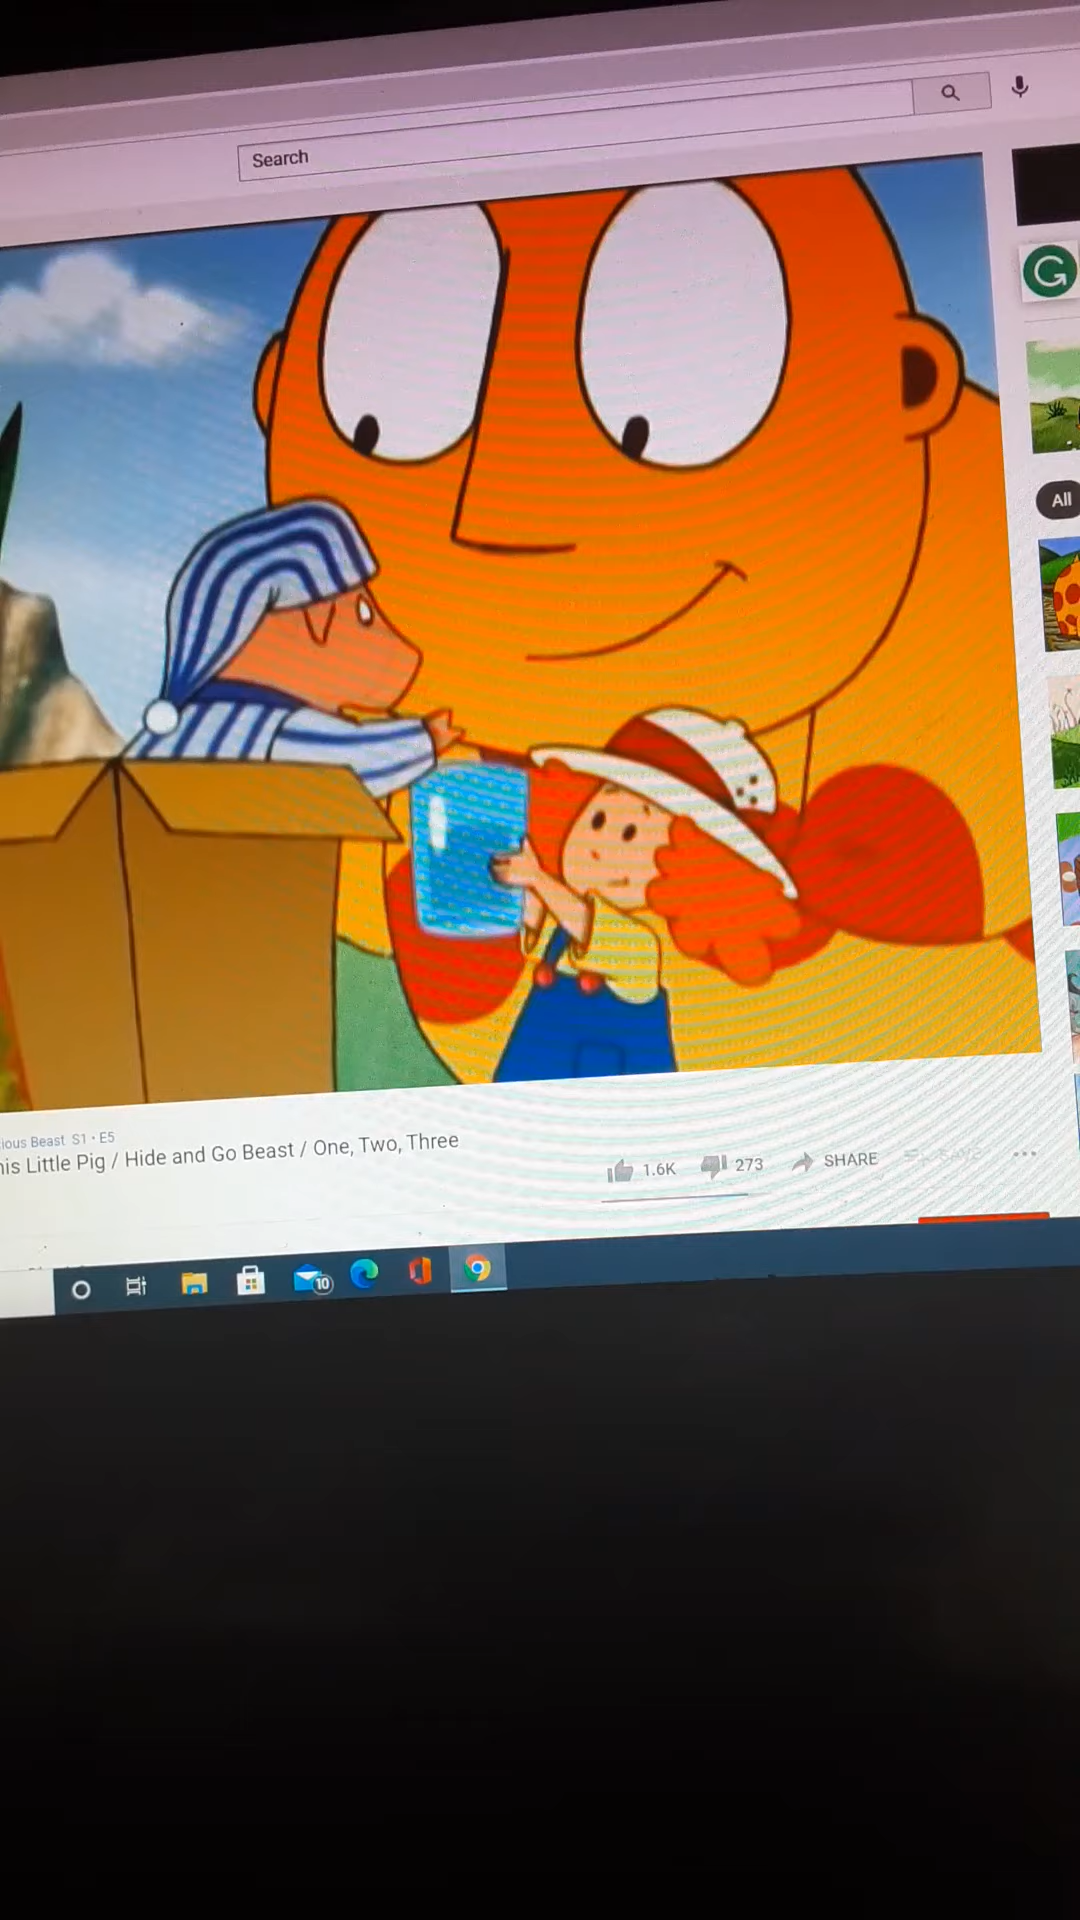 Search
All
ious Beast S1 • E5
his Little Pig / Hide and Go Beast / One, Two, Three
1.6K
273
SHARE
SAVE
10